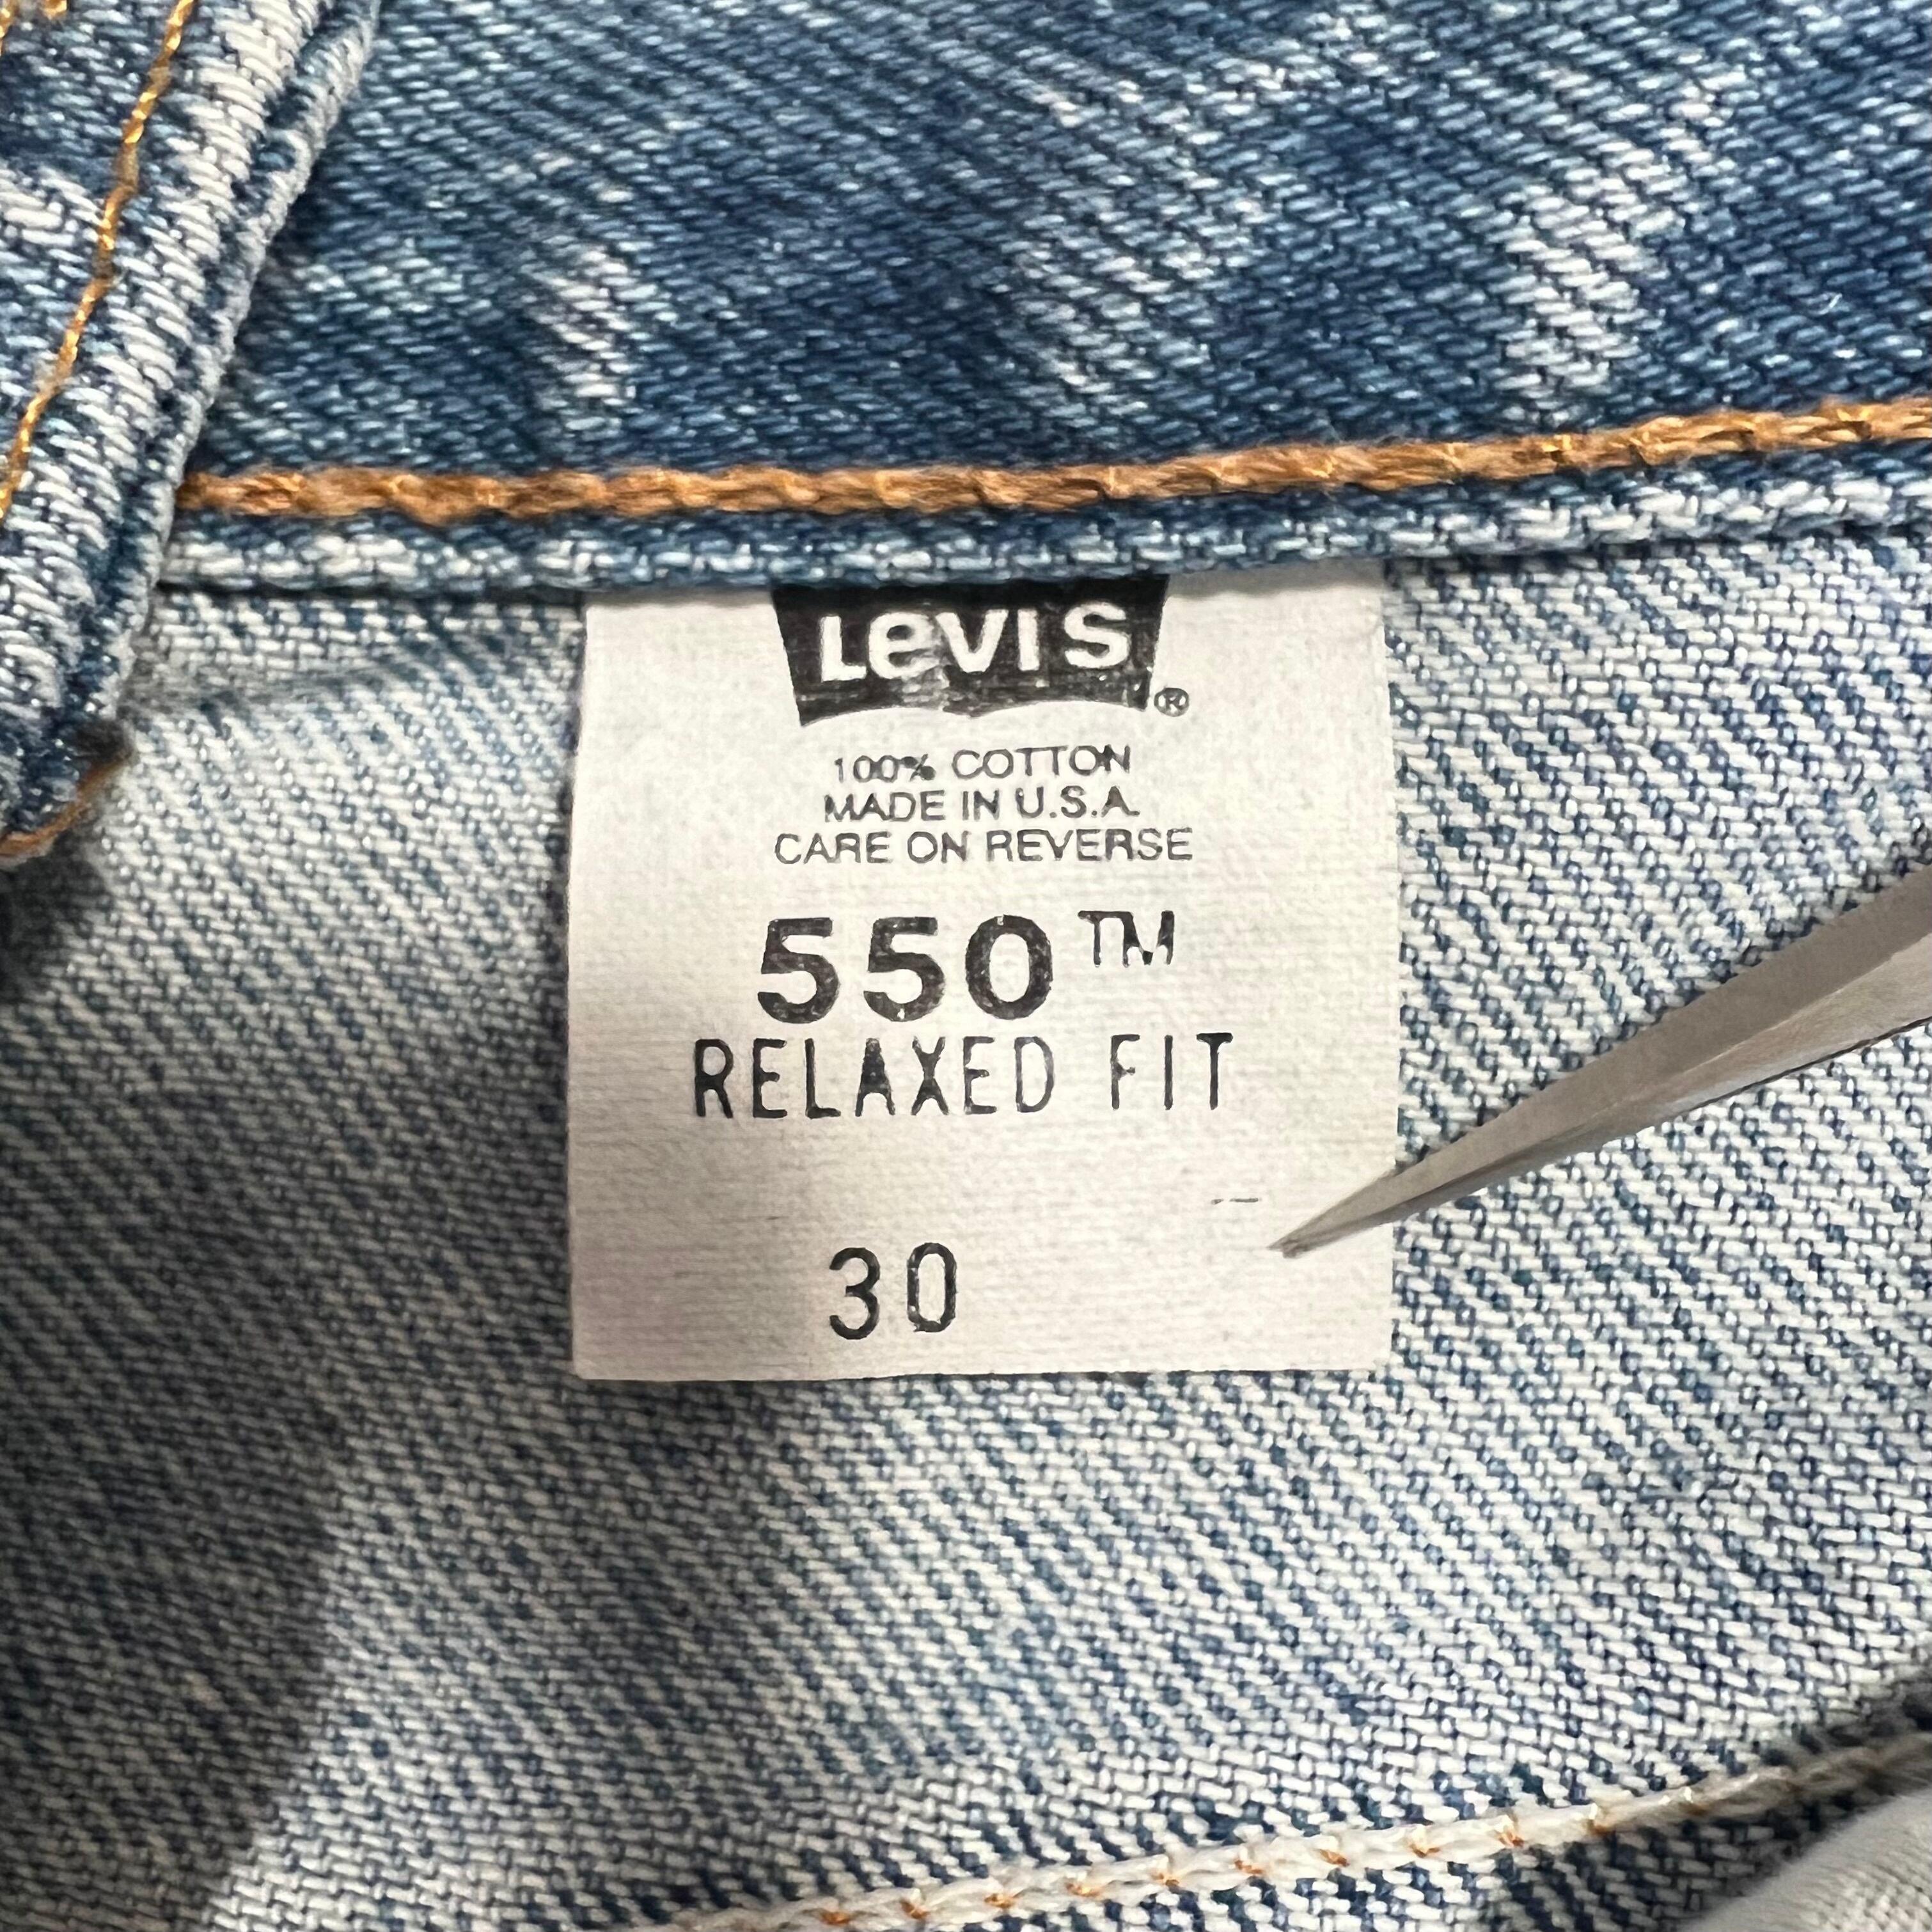 LEVI'S ®
100% COTTON
MADE IN U.S.A.
CARE ON REVERSE
550™
RELAXED FIT
30